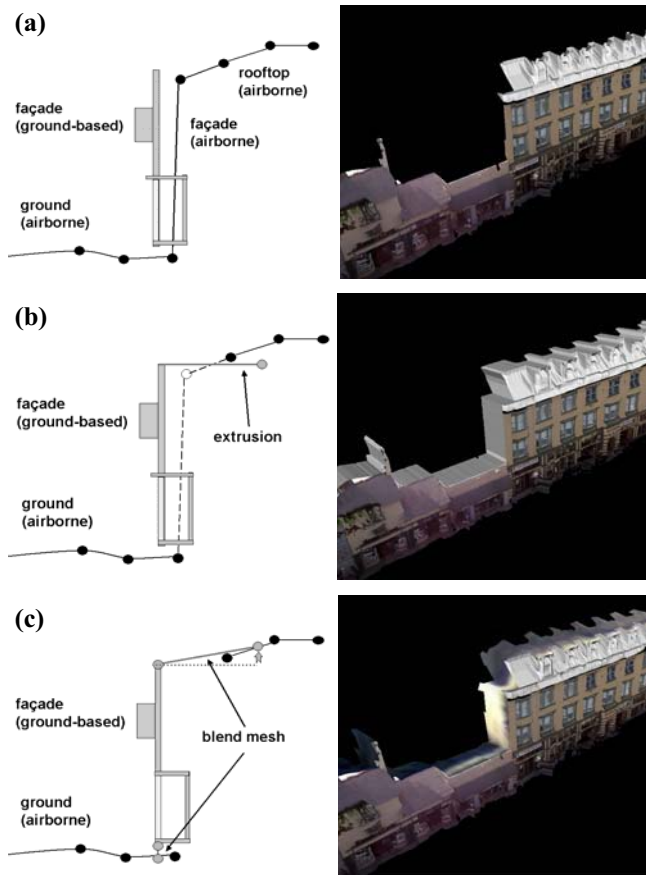 (a)
rooftop
(airborne)
façade
(ground-based)
façade
(airborne)
ground
(airborne)
(b)
façade
(ground-based)
extrusion
ground
(airborne)
(c)
façade
(ground-based)
blend mesh
ground
(airborne)